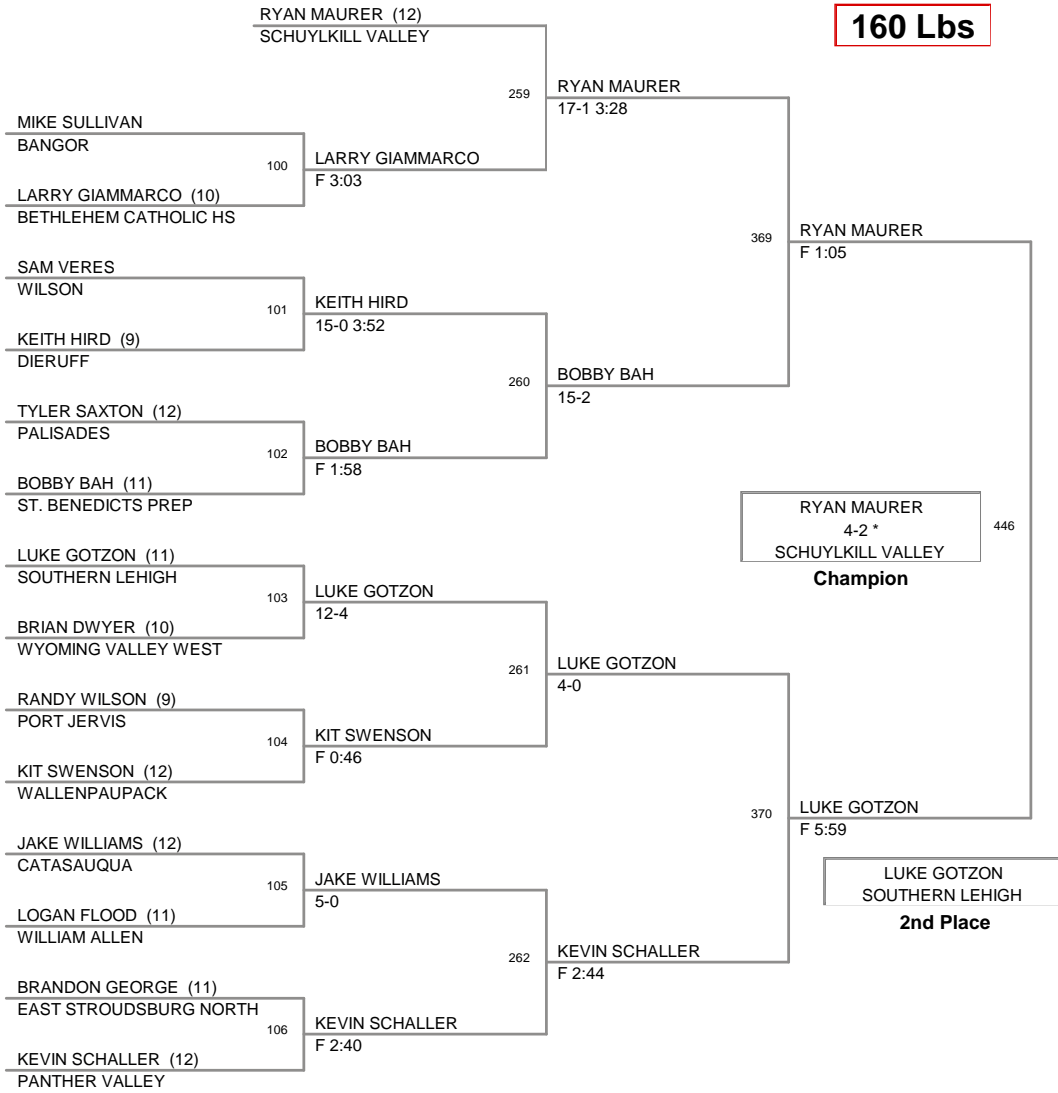 RYAN MAURER (12)
SCHUYLKILL VALLEY
160 Lbs
259
RYAN MAURER
17-1 3:28
MIKE SULLIVAN
BANGOR
100
LARRY GIAMMARCO
F 3:03
LARRY GIAMMARCO (10)
BETHLEHEM CATHOLIC HS
369
RYAN MAURER
F 1:05
SAM VERES
WILSON
101
KEITH HIRD
15-0 3:52
KEITH HIRD (9)
DIERUFF
260
BOBBY BAH
15-2
TYLER SAXTON (12)
PALISADES
102
BOBBY BAH
F 1:58
BOBBY BAH (11)
ST. BENEDICTS PREP
RYAN MAURER
4-2 *
SCHUYLKILL VALLEY
Champion
446
LUKE GOTZON (11)
SOUTHERN LEHIGH
103
LUKE GOTZON
12-4
BRIAN DWYER (10)
WYOMING VALLEY WEST
261
LUKE GOTZON
4-0
RANDY WILSON (9)
PORT JERVIS
104
KIT SWENSON
F 0:46
KIT SWENSON (12)
WALLENPAUPACK
370
LUKE GOTZON
F 5:59
JAKE WILLIAMS (12)
CATASAUQUA
105
JAKE WILLIAMS
5-0
LUKE GOTZON
SOUTHERN LEHIGH
2nd Place
LOGAN FLOOD (11)
WILLIAM ALLEN
262
KEVIN SCHALLER
F 2:44
BRANDON GEORGE (11)
EAST STROUDSBURG NORTH
106
KEVIN SCHALLER
F 2:40
KEVIN SCHALLER (12)
PANTHER VALLEY